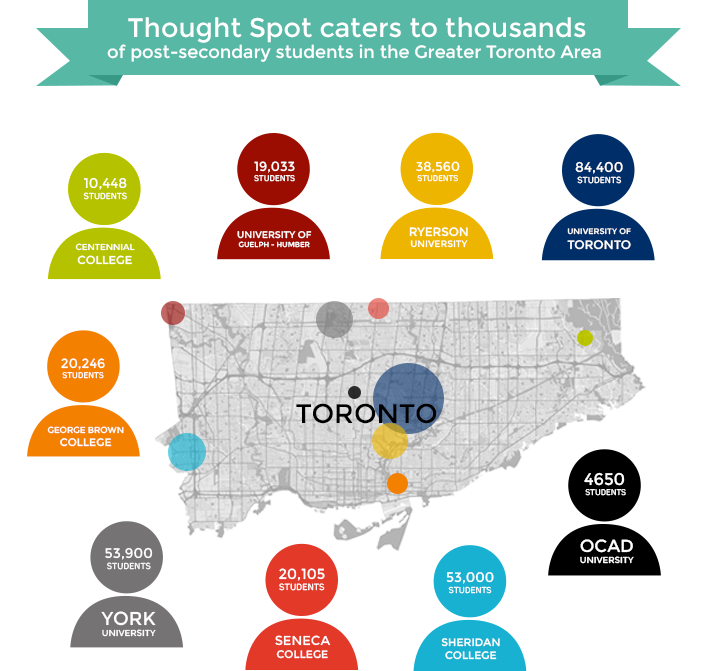 Thought Spot caters to thousands
of post-secondary students in the Greater Toronto Area
10,448
STUDENTS
CENTENNIAL
COLLEGE
19,033
STUDENTS
UNIVERSITY OF
GUELPH - HUMBER
38,560
STUDENTS
RYERSON
UNIVERSITY
84,400
STUDENTS
UNIVERSITY OF
TORONTO
20,246
STUDENTS
GEORGE BROWN
COLLEGE
TORONTO
4650
STUDENTS
OCAD
UNIVERSITY
53,900
STUDENTS
YORK
UNIVERSITY
20,105
STUDENTS
SENECA
COLLEGE
53,000
STUDENTS
SHERIDAN
COLLEGE